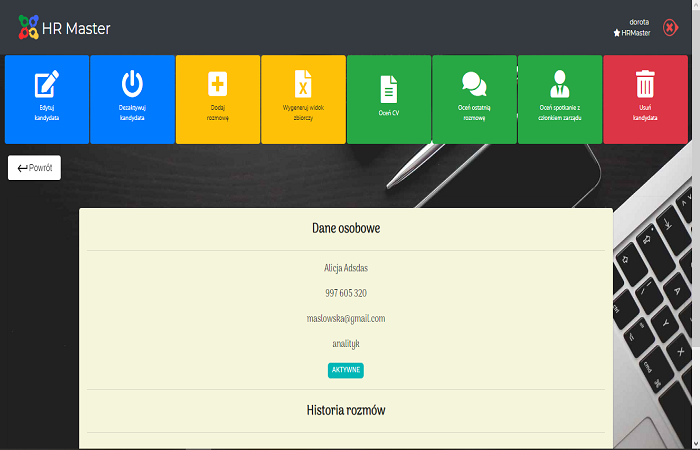 HR Master
dorota
HRMaster
Edytuj
kandydata
Dezaktywuj
kandydata
Dodaj
rozmowę
Wygeneruj widok
zbiorczy
Oceń CV
Oceń ostatnią
rozmowę
Oceń spotkanie z
członkiem zarządu
Usuń
kandydata
Powrót
Dane osobowe
Alicja Adsdas
997 605 320
maslowska@gmail.com
analityk
AKTYWNE
Historia rozmów